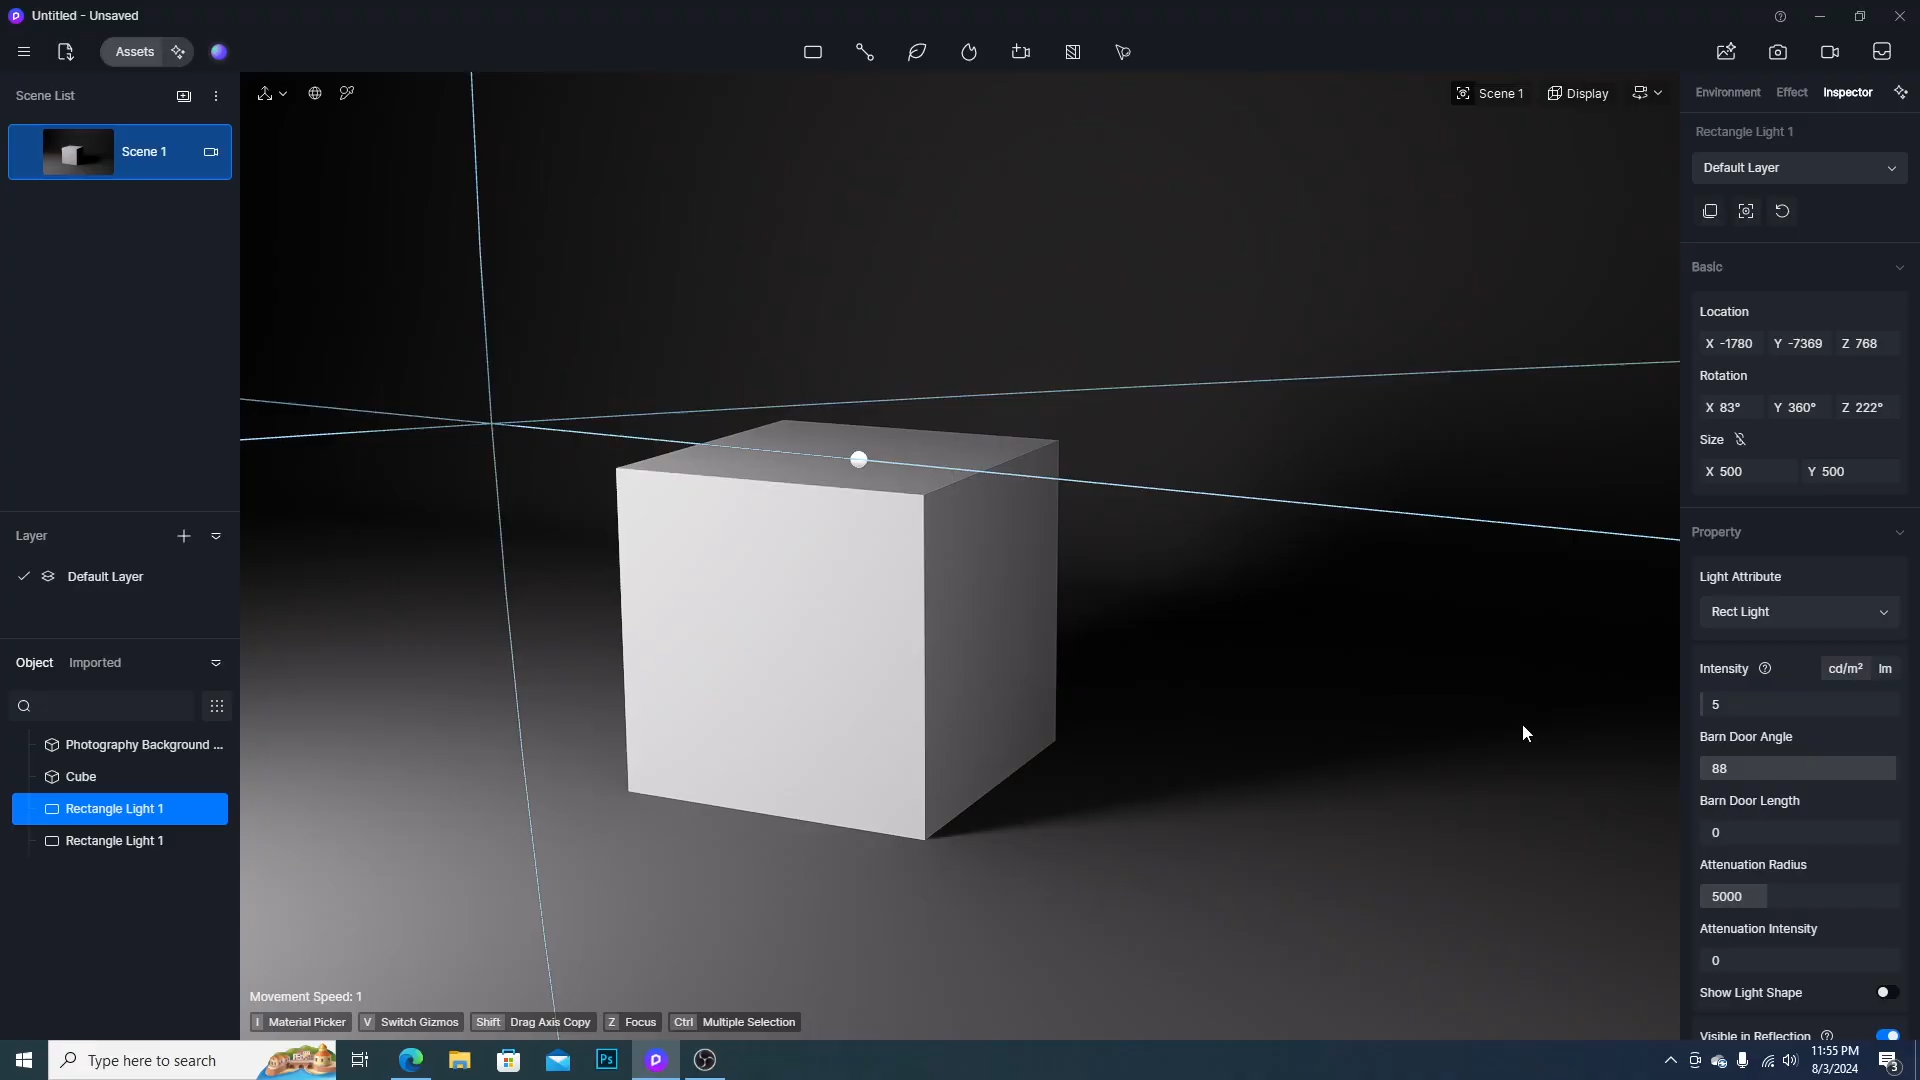 Untitled - Unsaved
Assets
Scene List
Scene 1
Scene 1
Display
Environment
Effect
Inspector
Rectangle Light 1
Default Layer
Basic
Location
X -1780
Y -7369
Z 768
Rotation
X 83°
Y 360°
Z 222°
Size
X 500
Y 500
Property
Light Attribute
Rect Light
Intensity
cd/m²
lm
5
Barn Door Angle
88
Barn Door Length
0
Attenuation Radius
5000
Attenuation Intensity
0
Show Light Shape
Visible in Reflection
Layer
Default Layer
Object
Imported
Photography Background ...
Cube
Rectangle Light 1
Rectangle Light 1
Movement Speed: 1
I Material Picker
V Switch Gizmos
Shift Drag Axis Copy
Z Focus
Ctrl Multiple Selection
Type here to search
Ps
11:55 PM
8/3/2024
3